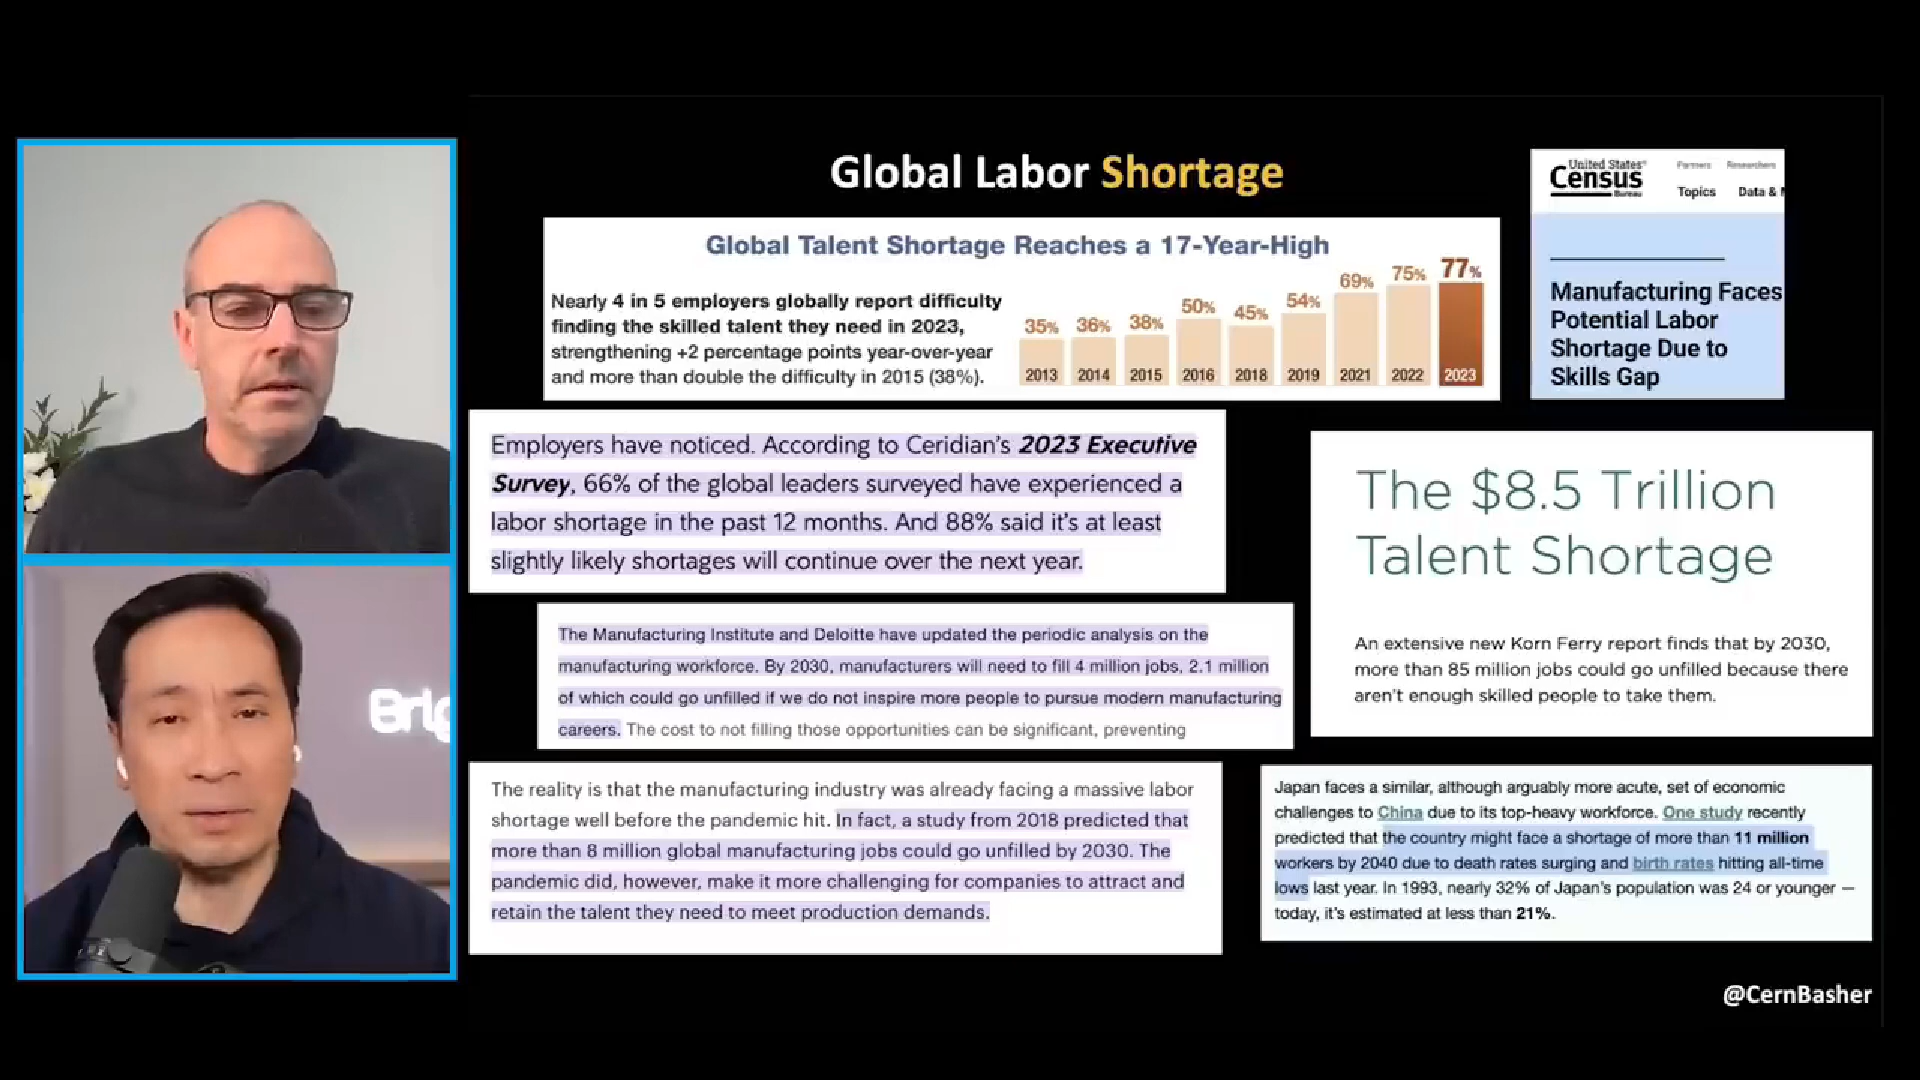 Global Labor Shortage
Global Talent Shortage Reaches a 17-Year-High
Nearly 4 in 5 employers globally report difficulty
finding the skilled talent they need in 2023,
strengthening +2 percentage points year-over-year
and more than double the difficulty in 2015 (38%).
35% 36% 38% 50% 45% 54% 69% 75% 77%
2013 2014 2015 2016 2018 2019 2021 2022 2023
United States®
Census
Bureau
Partners Researchers
Topics Data &
Manufacturing Faces
Potential Labor
Shortage Due to
Skills Gap
Employers have noticed. According to Ceridian’s 2023 Executive
Survey, 66% of the global leaders surveyed have experienced a
labor shortage in the past 12 months. And 88% said it’s at least
slightly likely shortages will continue over the next year.
The $8.5 Trillion
Talent Shortage
An extensive new Korn Ferry report finds that by 2030,
more than 85 million jobs could go unfilled because there
aren’t enough skilled people to take them.
The Manufacturing Institute and Deloitte have updated the periodic analysis on the
manufacturing workforce. By 2030, manufacturers will need to fill 4 million jobs, 2.1 million
of which could go unfilled if we do not inspire more people to pursue modern manufacturing
careers. The cost to not filling those opportunities can be significant, preventing
The reality is that the manufacturing industry was already facing a massive labor
shortage well before the pandemic hit. In fact, a study from 2018 predicted that
more than 8 million global manufacturing jobs could go unfilled by 2030. The
pandemic did, however, make it more challenging for companies to attract and
retain the talent they need to meet production demands.
Japan faces a similar, although arguably more acute, set of economic
challenges to China due to its top-heavy workforce. One study recently
predicted that the country might face a shortage of more than 11 million
workers by 2040 due to death rates surging and birth rates hitting all-time
lows last year. In 1993, nearly 32% of Japan’s population was 24 or younger —
today, it’s estimated at less than 21%.
@CernBasher